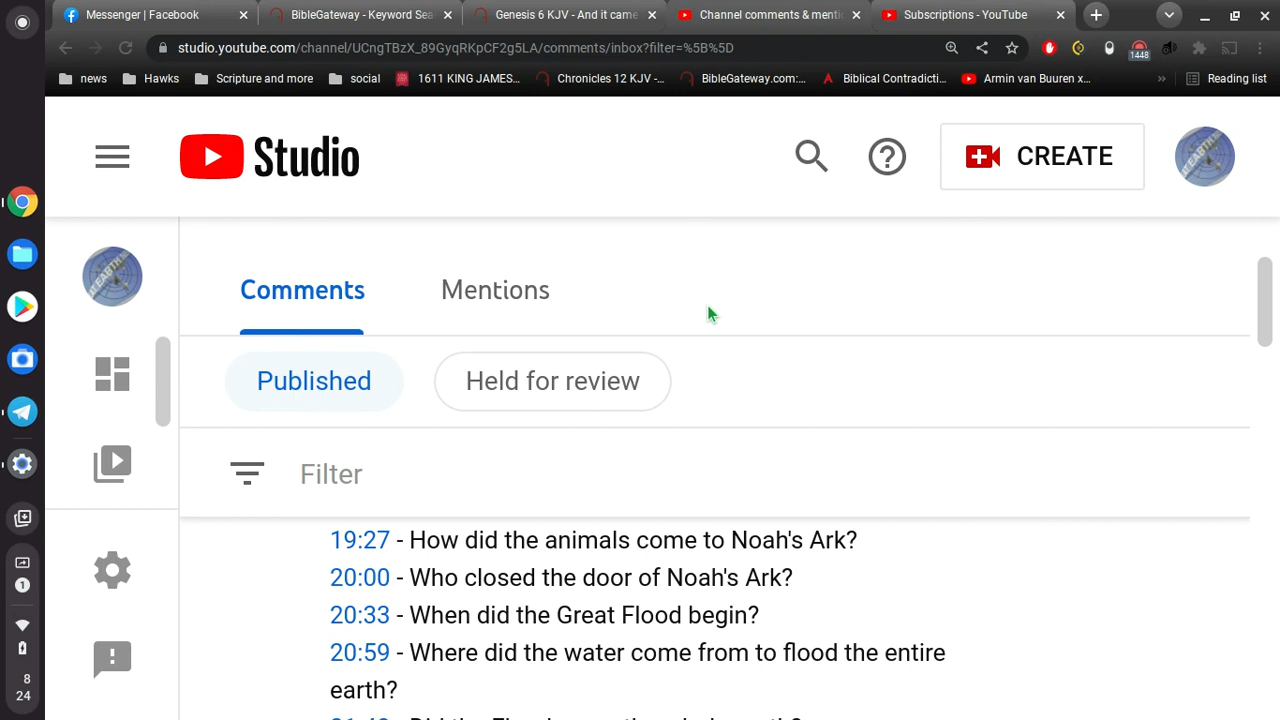 Messenger | Facebook
BibleGateway - Keyword Sea
Genesis 6 KJV - And it came
Channel comments & menti
Subscriptions - YouTube
studio.youtube.com/channel/UCngTBzX_89GyqRKpCF2g5LA/comments/inbox?filter=%5B%5D
1448
news
Hawks
Scripture and more
social
1611 KING JAMES...
Chronicles 12 KJV -...
BibleGateway.com:...
Biblical Contradicti...
Armin van Buuren x...
»
Reading list
Studio
CREATE
Comments
Mentions
Published
Held for review
Filter
19:27 - How did the animals come to Noah's Ark?
20:00 - Who closed the door of Noah's Ark?
20:33 - When did the Great Flood begin?
20:59 - Where did the water come from to flood the entire
earth?
1
8
24